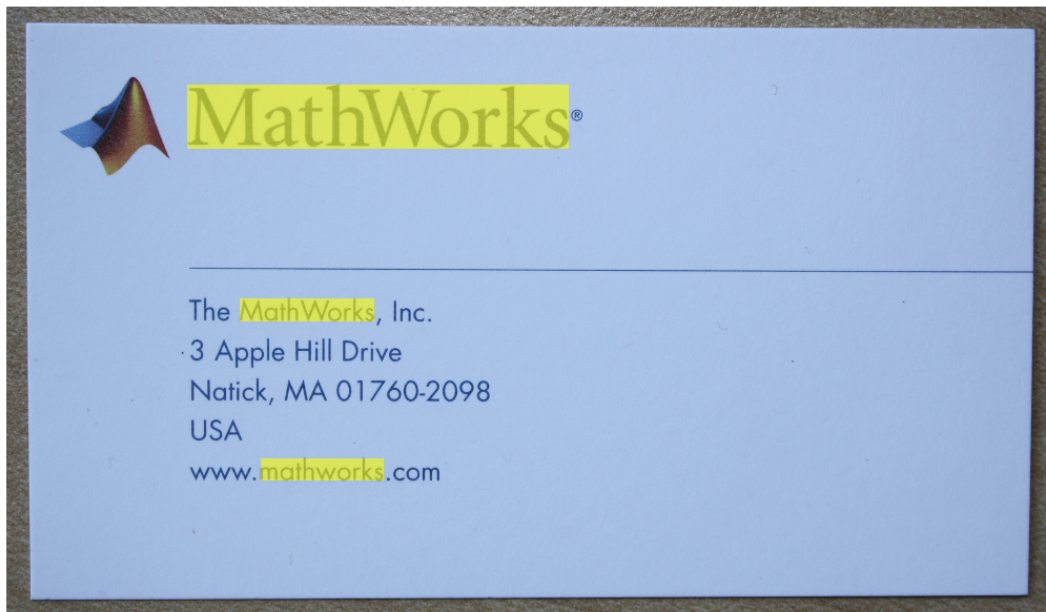 MathWorks®
The MathWorks, Inc.
3 Apple Hill Drive
Natick, MA 01760-2098
USA
www.mathworks.com